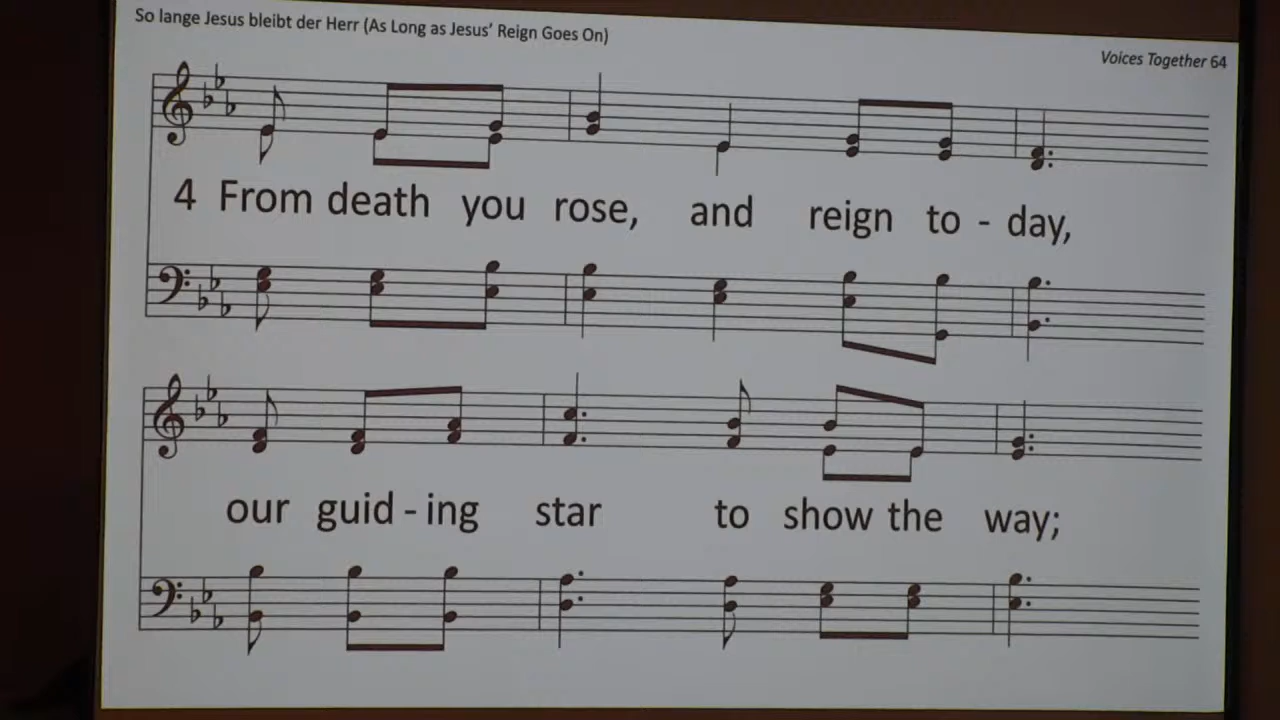 So lange Jesus bleibt der Herr (As Long as Jesus' Reign Goes On)
Voices Together 64
4 From death you rose, and reign to - day,
our guid - ing star to show the way;